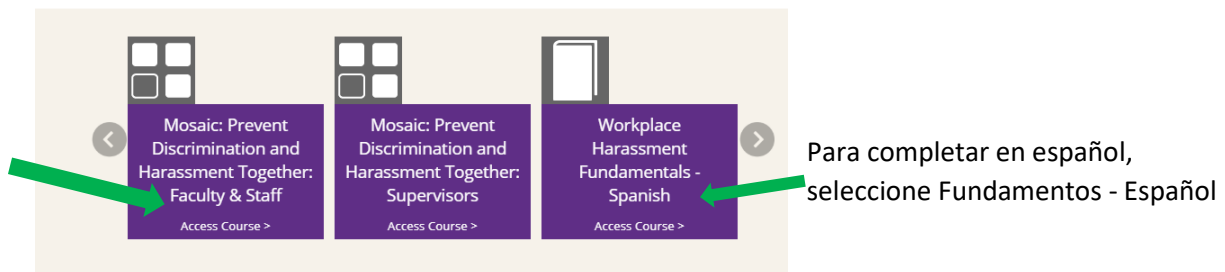 Mosaic: Prevent
Discrimination and
Harassment Together:
Faculty & Staff
Access Course >
Mosaic: Prevent
Discrimination and
Harassment Together:
Supervisors
Access Course >
Workplace
Harassment
Fundamentals -
Spanish
Access Course >
Para completar en español,
seleccione Fundamentos - Español